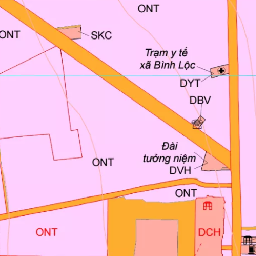 ONT
ONT
SKC
Trạm y tế
xã Bình Lộc
DYT
DBV
Đài
tưởng niệm
DVH
ONT
ONT
ONT
DCH